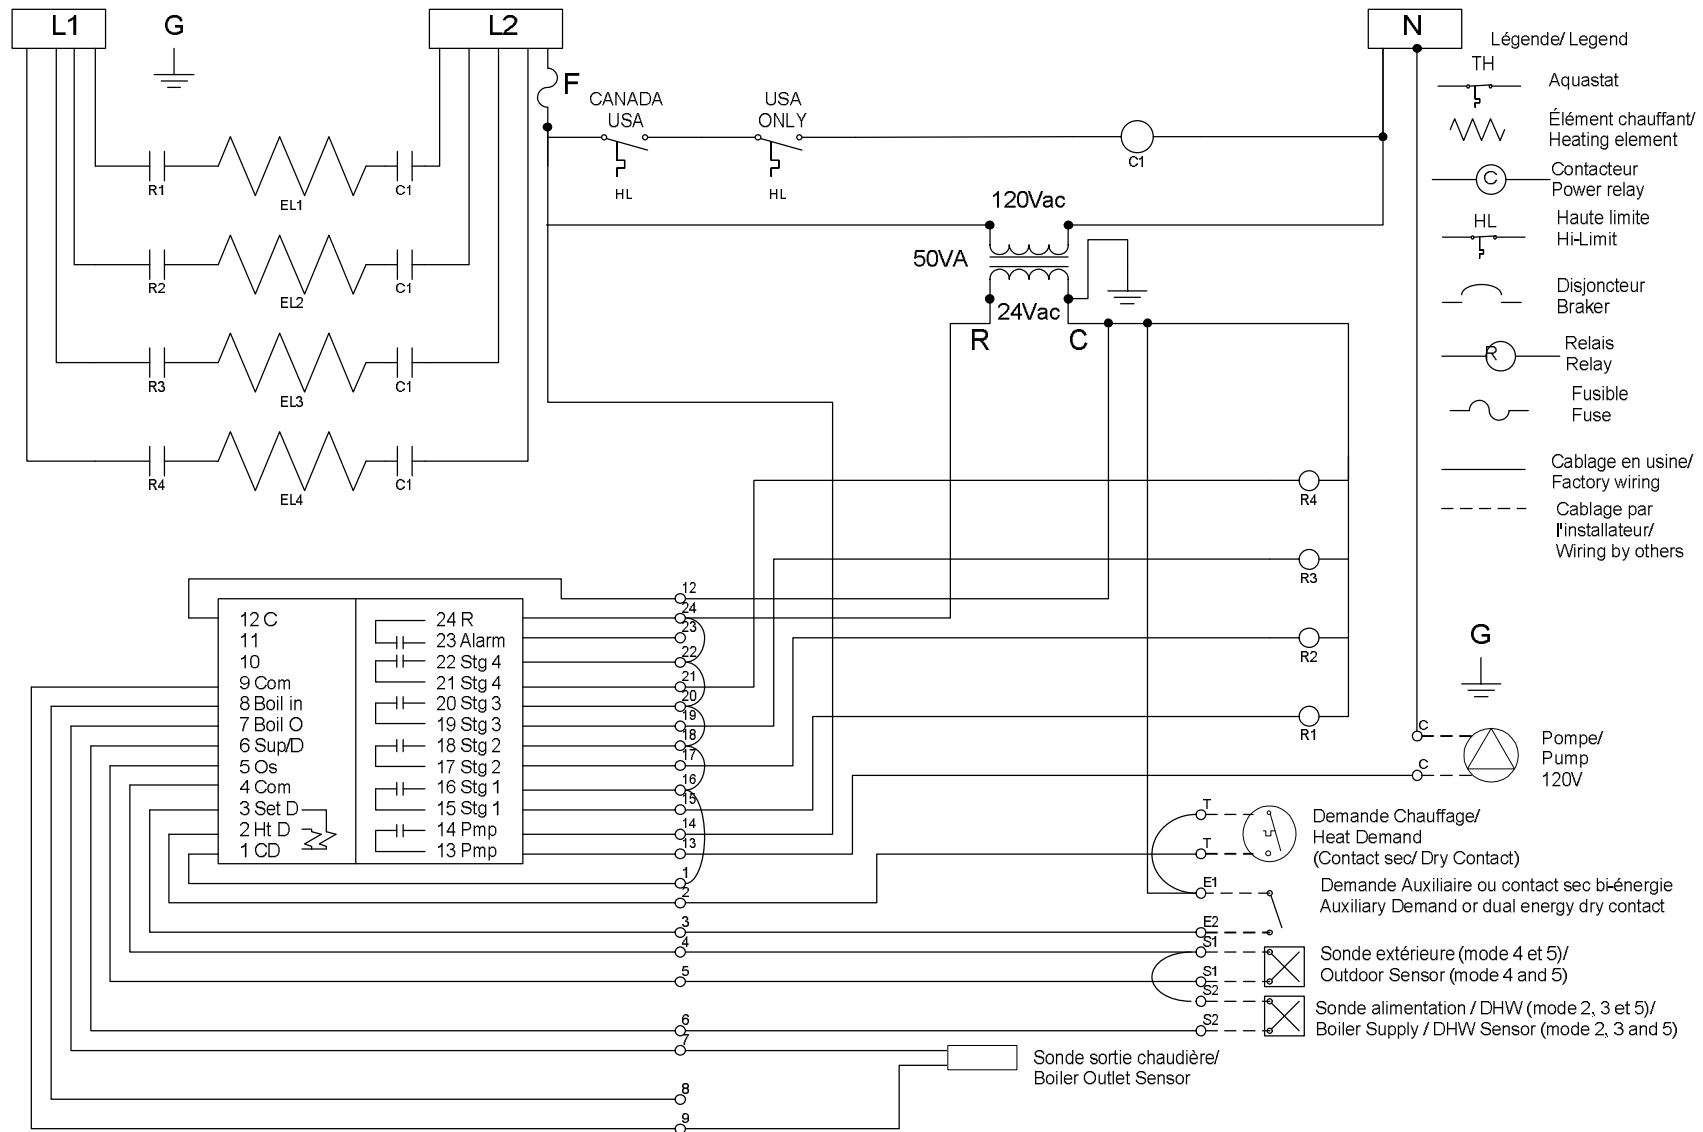 L1
G
L2
N
F
CANADA
USA
USA
ONLY
HL
HL
C1
R1
EL1
C1
R2
EL2
C1
R3
EL3
C1
R4
EL4
C1
120Vac
50VA
24Vac
R
C
R4
R3
R2
R1
Légende/ Legend
TH
Aquastat
Élément chauffant/
Heating element
C
Contacteur
Power relay
HL
Haute limite
Hi-Limit
Disjoncteur
Braker
R
Relais
Relay
Fusible
Fuse
Cablage en usine/
Factory wiring
Cablage par
l'installateur/
Wiring by others
12 C
11
10
9 Com
8 Boil in
7 Boil O
6 Sup/D
5 Os
4 Com
3 Set D
2 Ht D
1 CD
24 R
23 Alarm
22 Stg 4
21 Stg 4
20 Stg 3
19 Stg 3
18 Stg 2
17 Stg 2
16 Stg 1
15 Stg 1
14 Pmp
13 Pmp
12
24
23
22
21
20
19
18
17
16
15
14
13
1
2
3
4
5
6
7
8
9
G
C
C
Pompe/
Pump
120V
T
T
Demande Chauffage/
Heat Demand
(Contact sec/ Dry Contact)
E1
E2
Demande Auxiliaire ou contact sec bi-énergie
Auxiliary Demand or dual energy dry contact
S1
S1
Sonde extérieure (mode 4 et 5)/
Outdoor Sensor (mode 4 and 5)
S2
S2
Sonde alimentation / DHW (mode 2, 3 et 5)/
Boiler Supply / DHW Sensor (mode 2, 3 and 5)
Sonde sortie chaudière/
Boiler Outlet Sensor